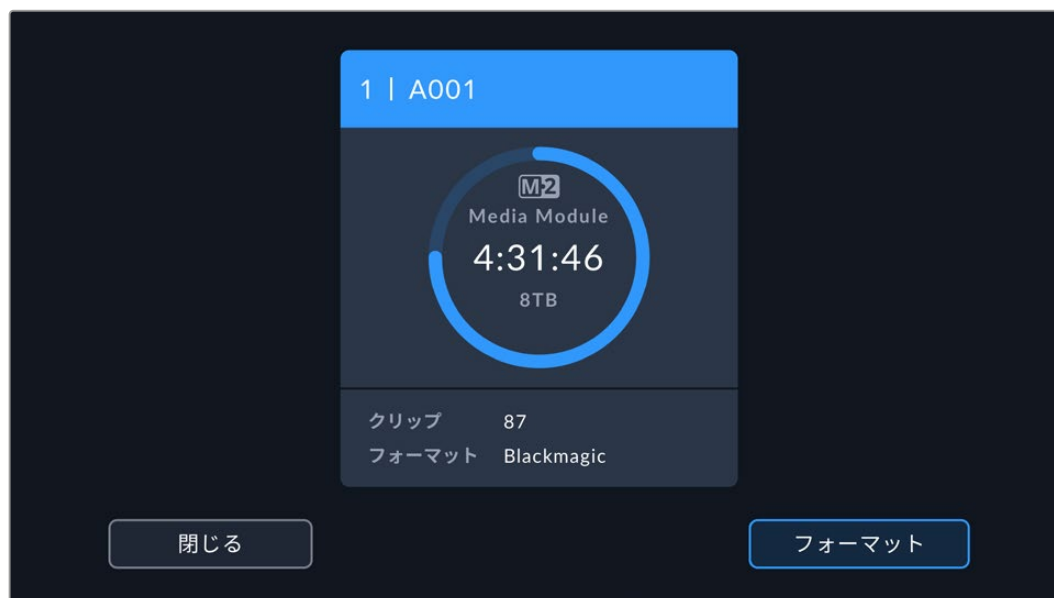 1 | A001
M.2
Media Module
4:31:46
8TB
クリップ 87
フォーマット Blackmagic
閉じる フォーマット